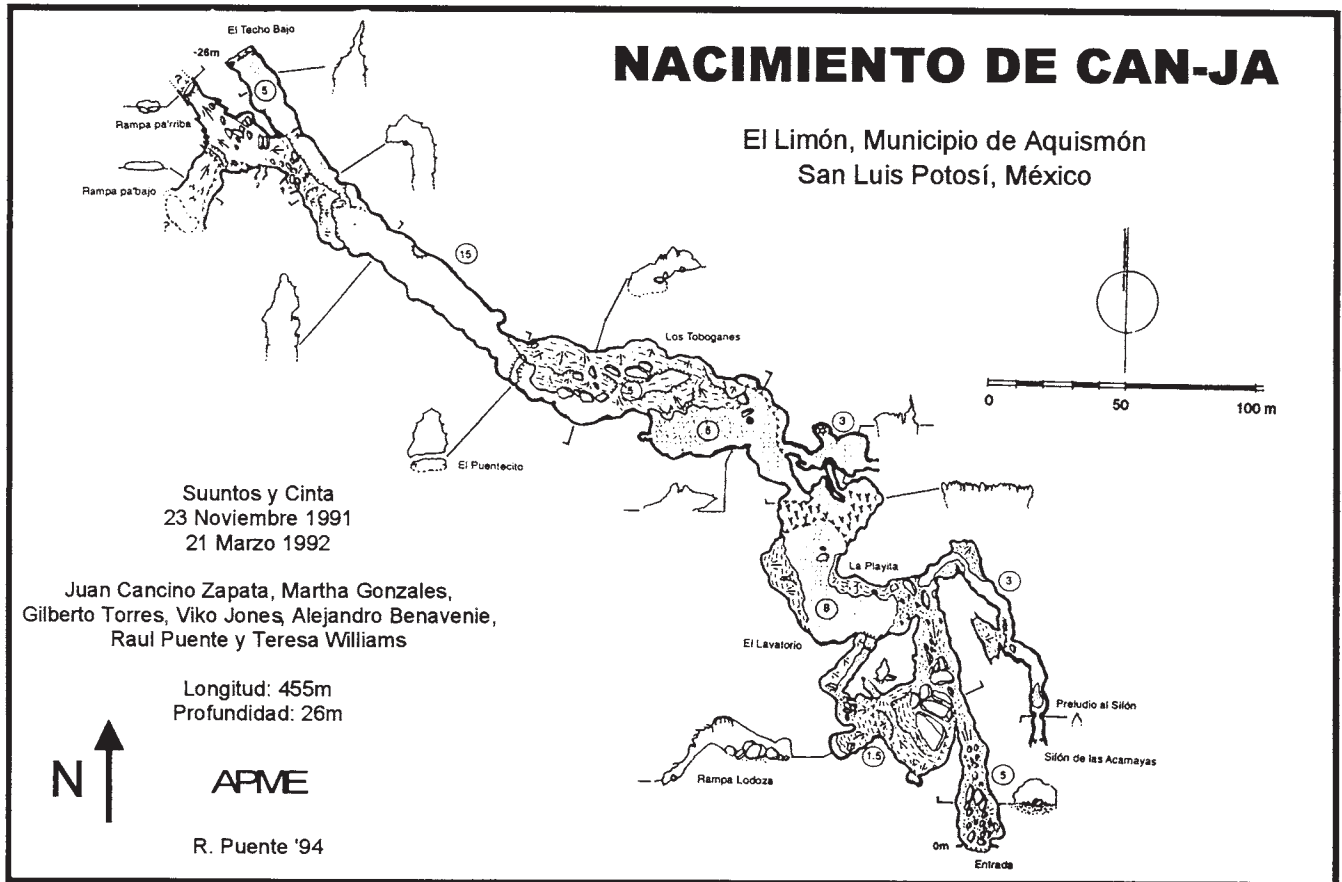 NACIMIENTO DE CAN-JA
El Limón, Municipio de Aquismón
San Luis Potosí, México
El Techo Bajo
-26m
5
Rampa pa'rriba
Rampa pa'bajo
15
Los Toboganes
0
50
100 m
3
6
El Puentecito
Suuntos y Cinta
23 Noviembre 1991
21 Marzo 1992
La Playita
3
8
Juan Cancino Zapata, Martha Gonzales,
Gilberto Torres, Viko Jones, Alejandro Benavenie,
Raul Puente y Teresa Williams
El Lavatorio
Longitud: 455m
Profundidad: 26m
Preludio al Sifón
Sifón de las Acamayas
1.5
5
Rampa Lodoza
N
APME
R. Puente '94
0m
Entrada